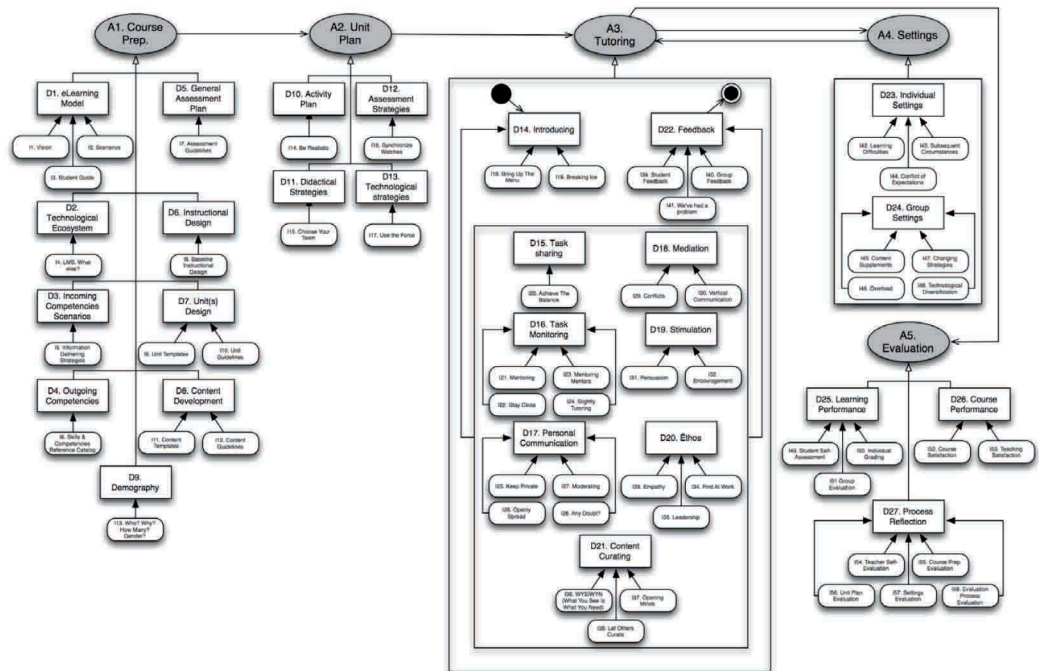 A1. Course
Prep.
A2. Unit
Plan
A3.
Tutoring
A4. Settings
D1. eLearning
Model
D5. General
Assessment
Plan
I1. Vision
I2. Scenarios
I7. Assessment
Guidelines
I3. Student Guide
D2.
Technological
Ecosystem
D6. Instructional
Design
I4. LMS. What
else?
I8. Baseline
Instructional
Design
D3. Incoming
Competencies
Scenarios
D7. Unit(s)
Design
I5. Information
Gathering
Strategies
I9. Unit Templates
I10. Unit
Guidelines
D4. Outgoing
Competencies
D8. Content
Development
I6. Skills &
Competencies
Reference Catalog
I11. Content
Templates
I12. Content
Guidelines
D9.
Demography
I13. Who? Why?
How Many?
Gender?
D10. Activity
Plan
D12.
Assessment
Strategies
I14. Be Realistic
I16. Synchronize
Watches
D11. Didactical
Strategies
D13.
Technological
strategies
I15. Choose Your
Team
I17. Use the Force
D14. Introducing
D22. Feedback
I18. Bring Up The
Menu
I19. Breaking Ice
I39. Student
Feedback
I40. Group
Feedback
I41. We've had a
problem
D15. Task
sharing
D18. Mediation
I20. Achieve The
Balance
I29. Conflicts
I30. Vertical
Communication
D16. Task
Monitoring
D19. Stimulation
I21. Mentoring
I23. Mentoring
Mentors
I31. Persuasion
I32.
Encouragement
I22. Stay Close
I24. Slightly
Tutoring
D17. Personal
Communication
D20. Ēthos
I25. Keep Private
I27. Moderating
I33. Empathy
I34. First At Work
I26. Openly
Spread
I28. Any Doubt?
I35. Leadership
D21. Content
Curating
I36. WYSIWYN
(What You See Is
What You Need)
I37. Opening
Minds
I38. Let Others
Curate
D23. Individual
Settings
I42. Learning
Difficulties
I43. Subsequent
Circumstances
I44. Conflict of
Expectations
D24. Group
Settings
I45. Content
Supplements
I47. Changing
Strategies
I46. Overload
I48. Technological
Diversification
A5.
Evaluation
D25. Learning
Performance
D26. Course
Performance
I49. Student Self-
Assessment
I50. Individual
Grading
I52. Course
Satisfaction
I53. Teaching
Satisfaction
I51 Group
Evaluation
D27. Process
Reflection
I54. Teacher Self-
Evaluation
I55. Course Prep
Evaluation
I56. Unit Plan
Evaluation
I57. Settings
Evaluation
I58. Evaluation
Process Evaluation